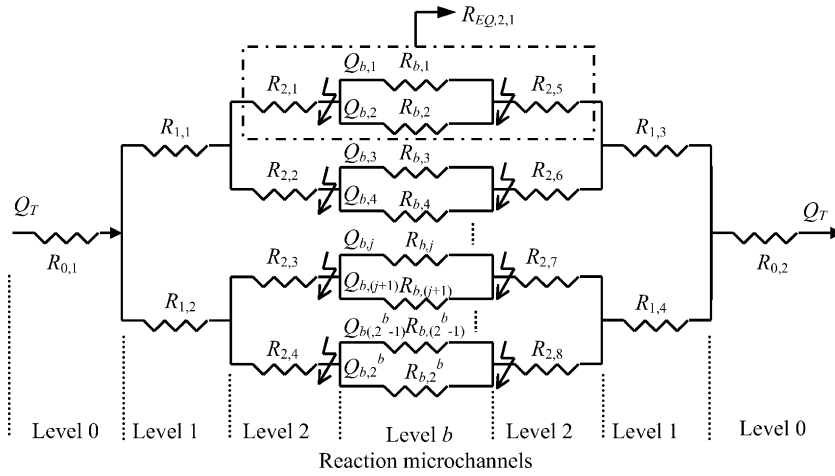 R_{EQ,2,1}
Q_{b,1} R_{b,1}
R_{2,1} Q_{b,2} R_{b,2} R_{2,5}
R_{1,1} R_{1,3}
Q_{b,3} R_{b,3}
R_{2,2} Q_{b,4} R_{b,4} R_{2,6}
Q_T Q_T
R_{0,1} R_{0,2}
Q_{b,j} R_{b,j}
R_{2,3} Q_{b,(j+1)} R_{b,(j+1)} R_{2,7}
R_{1,2} R_{1,4}
Q_{b(,2^b-1)} R_{b,(2^b-1)}
R_{2,4} Q_{b,2^b} R_{b,2^b} R_{2,8}
Level 0 Level 1 Level 2 Level b Level 2 Level 1 Level 0
Reaction microchannels